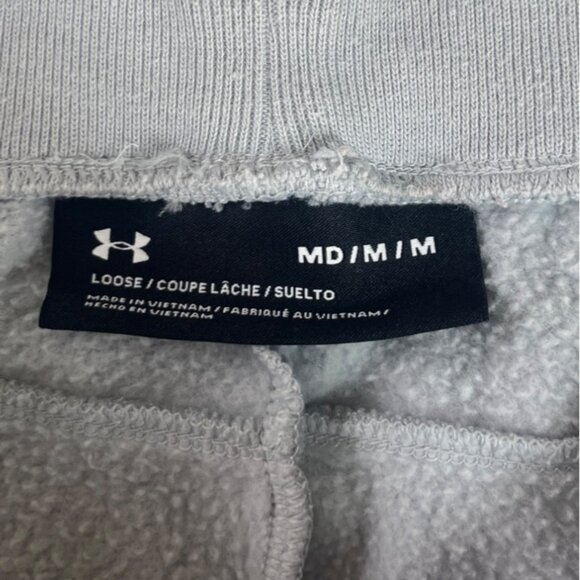 MD / M / M
LOOSE / COUPE LÂCHE / SUELTO
MADE IN VIETNAM / FABRIQUÉ AU VIETNAM /
HECHO EN VIETNAM